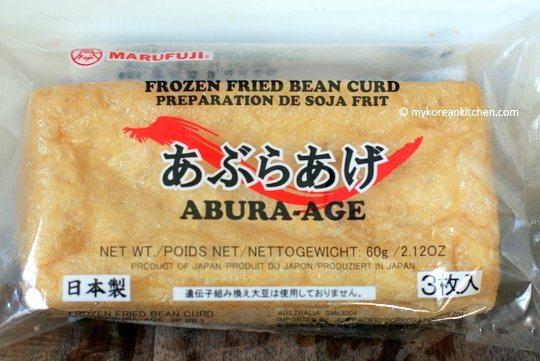 MARUFUJI
FROZEN FRIED BEAN CURD
PREPARATION DE SOJA FRIT
© mykoreankitchen.com
あぶらあげ
ABURA-AGE
NET WT./POIDS NET/NETTOGEWICHT: 60g /2.12OZ
PRODUCT OF JAPAN/PRODUIT DU JAPON/PRODUZIERT IN JAPAN
日本製
遺伝子組み換え大豆は使用しておりません。
3枚入
FROZEN FRIED BEAN CURD
AUSTRALIA:
IMPORTED BY: JUN PACIFIC CORPORATION